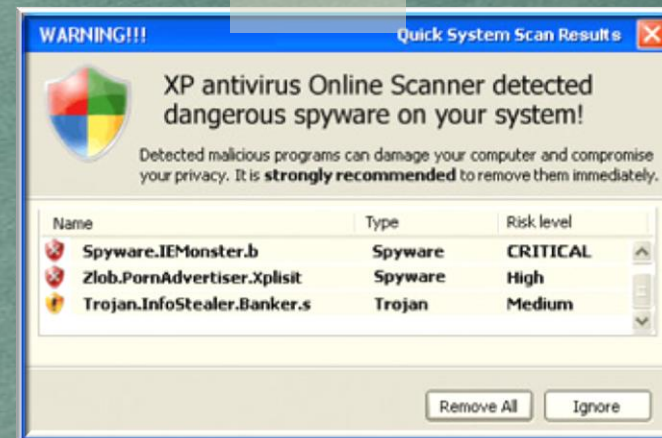 WARNING!!! Quick System Scan Results
XP antivirus Online Scanner detected
dangerous spyware on your system!
Detected malicious programs can damage your computer and compromise
your privacy. It is strongly recommended to remove them immediately.
Name Type Risk level
Spyware.IEMonster.b Spyware CRITICAL
Zlob.PornAdvertiser.Xplisit Spyware High
Trojan.InfoStealer.Banker.s Trojan Medium
Remove All Ignore